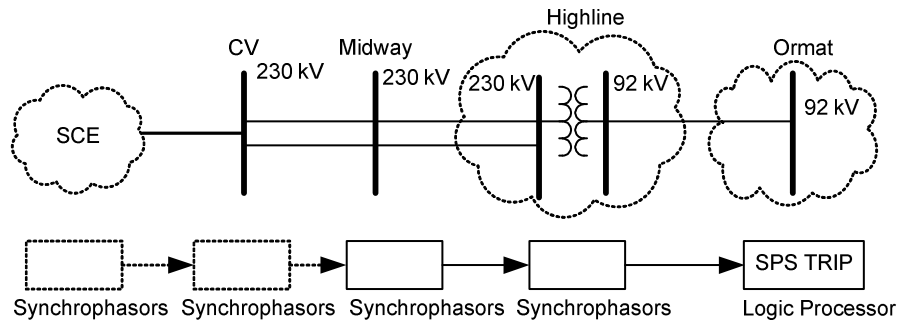 Highline
CV
Midway
Ormat
230 kV
230 kV
230 kV
92 kV
92 kV
SCE
SPS TRIP
Synchrophasors
Synchrophasors
Synchrophasors
Synchrophasors
Logic Processor